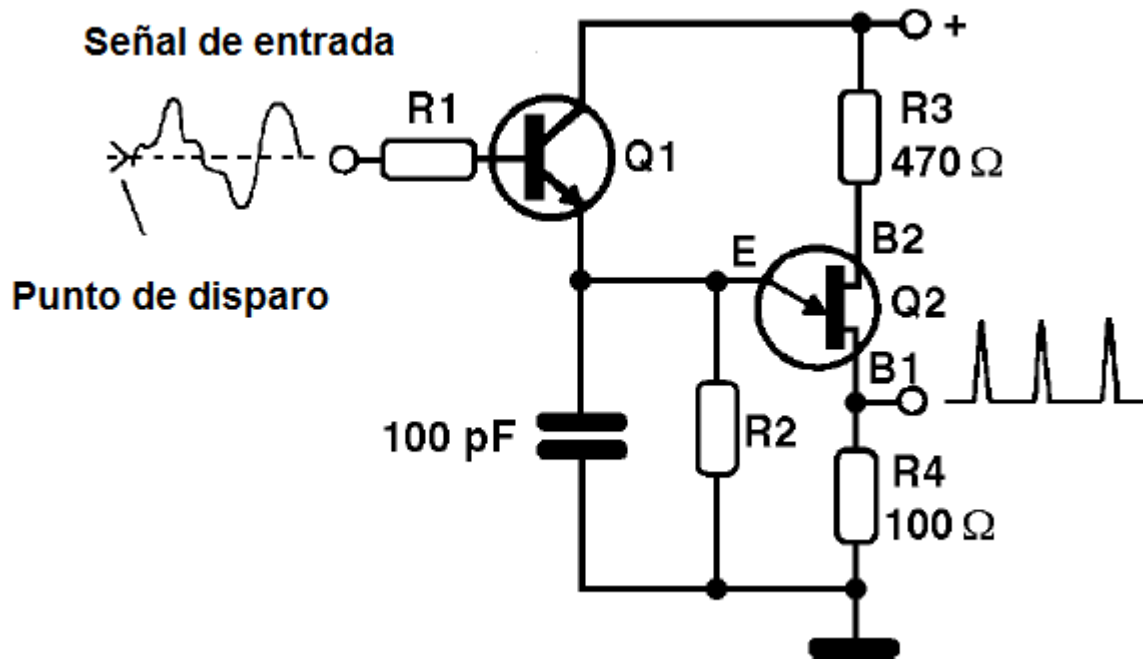 Señal de entrada
+
R1
R3
470 Ω
Q1
B2
E
Q2
Punto de disparo
B1
100 pF
R2
R4
100 Ω